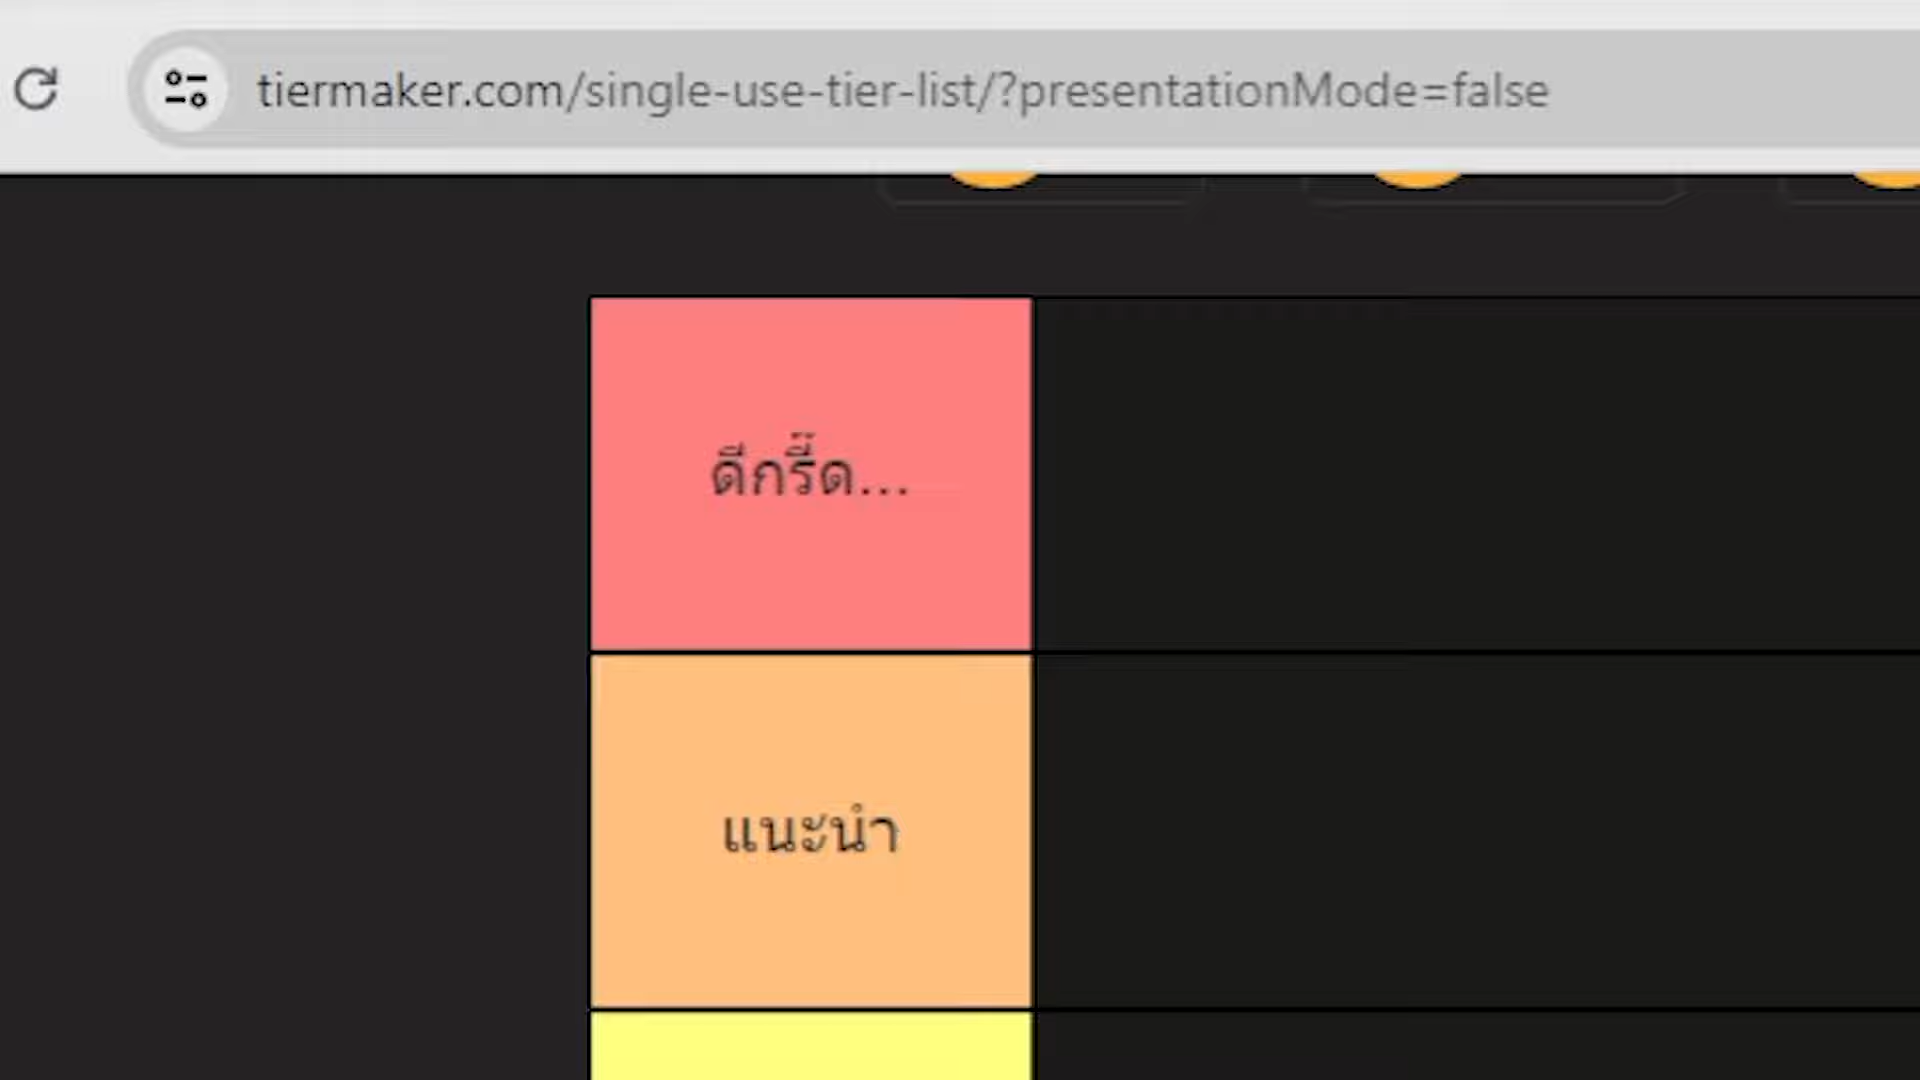 tiermaker.com/single-use-tier-list/?presentationMode=false
ดีกรี๊ด...
แนะนำ